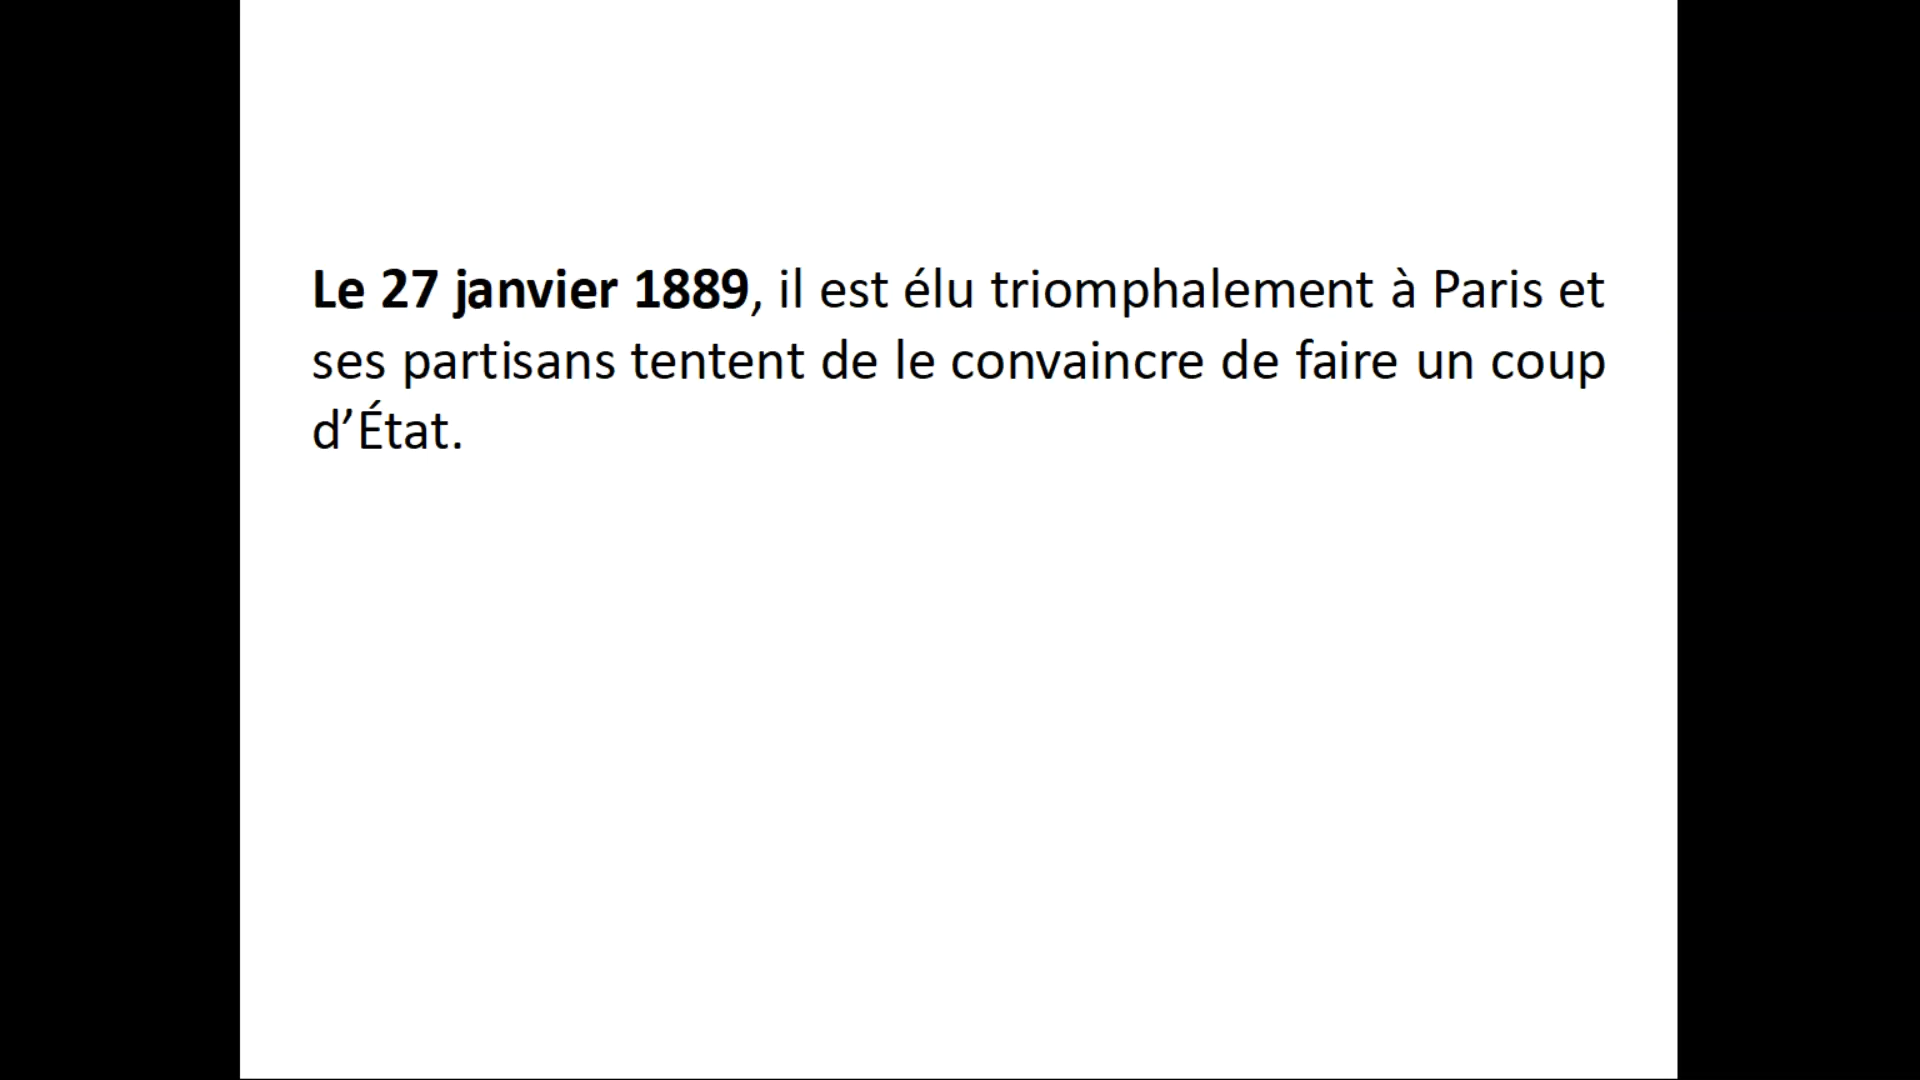 Le 27 janvier 1889, il est élu triomphalement à Paris et
ses partisans tentent de le convaincre de faire un coup
d’État.